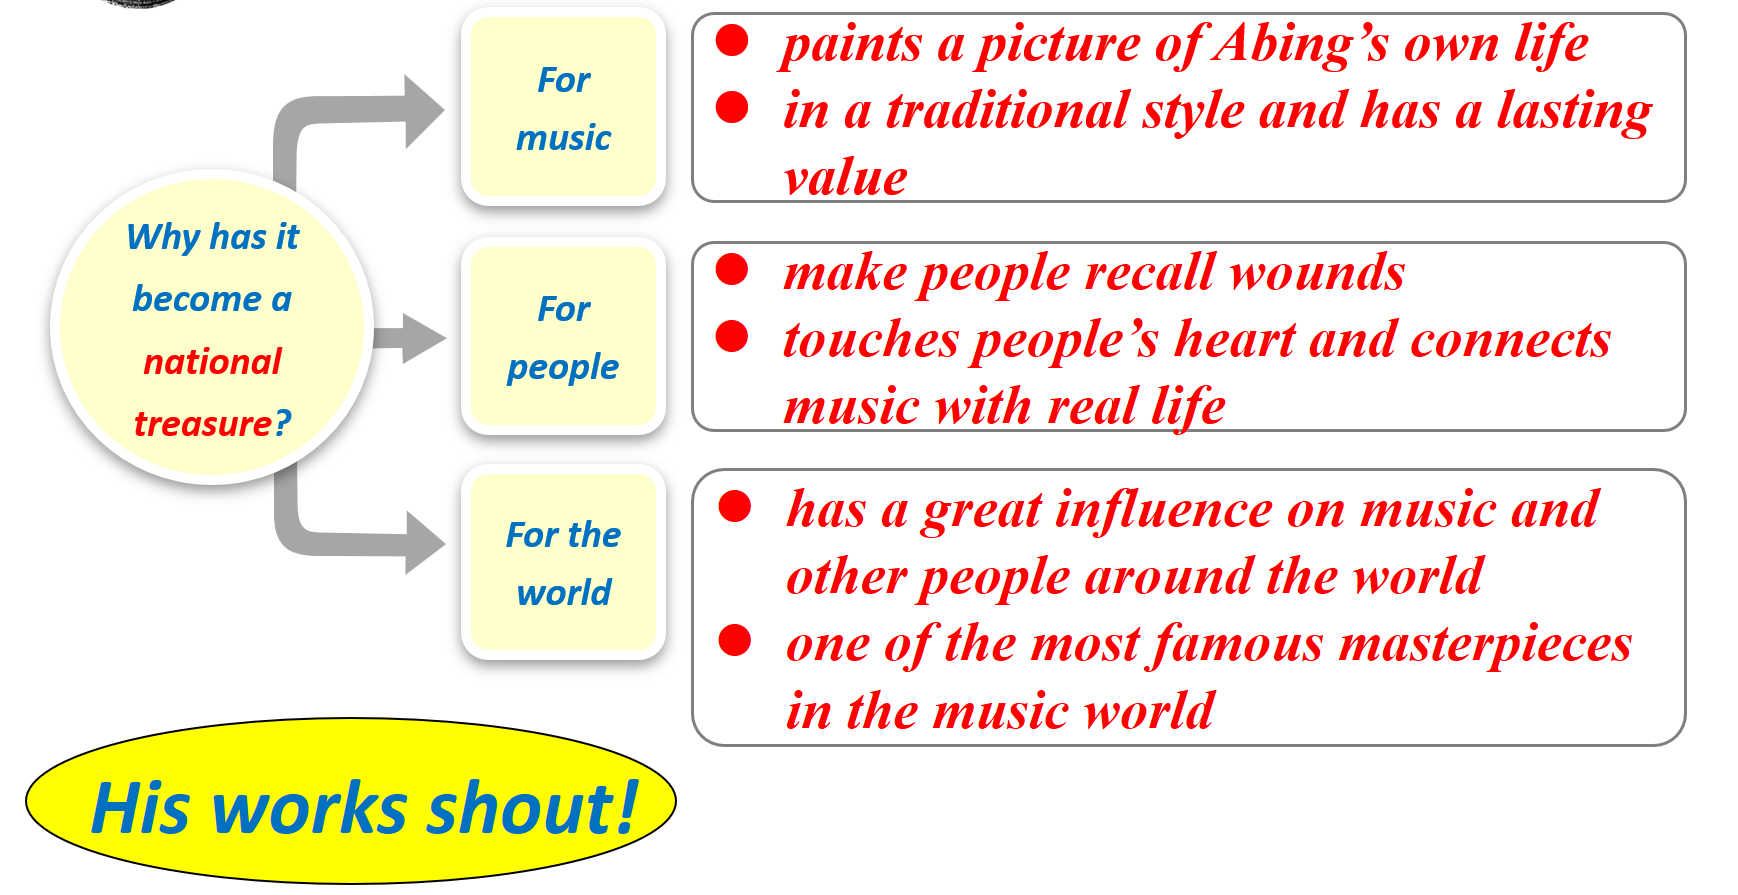 Why has it
become a
national
treasure?
For
music
● paints a picture of Abing’s own life
● in a traditional style and has a lasting
value
For
people
● make people recall wounds
● touches people’s heart and connects
music with real life
For the
world
● has a great influence on music and
other people around the world
● one of the most famous masterpieces
in the music world
His works shout!